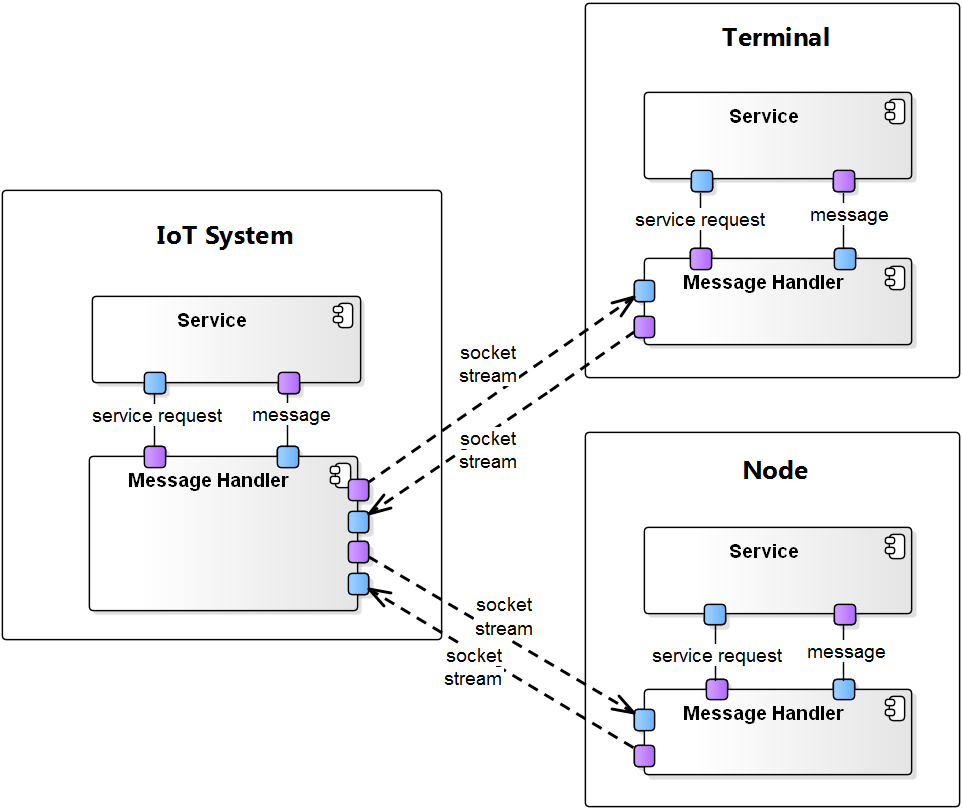 Terminal
Service
service request
message
Message Handler
IoT System
Service
service request
message
Message Handler
socket
stream
socket
stream
socket
stream
socket
stream
Node
Service
service request
message
Message Handler